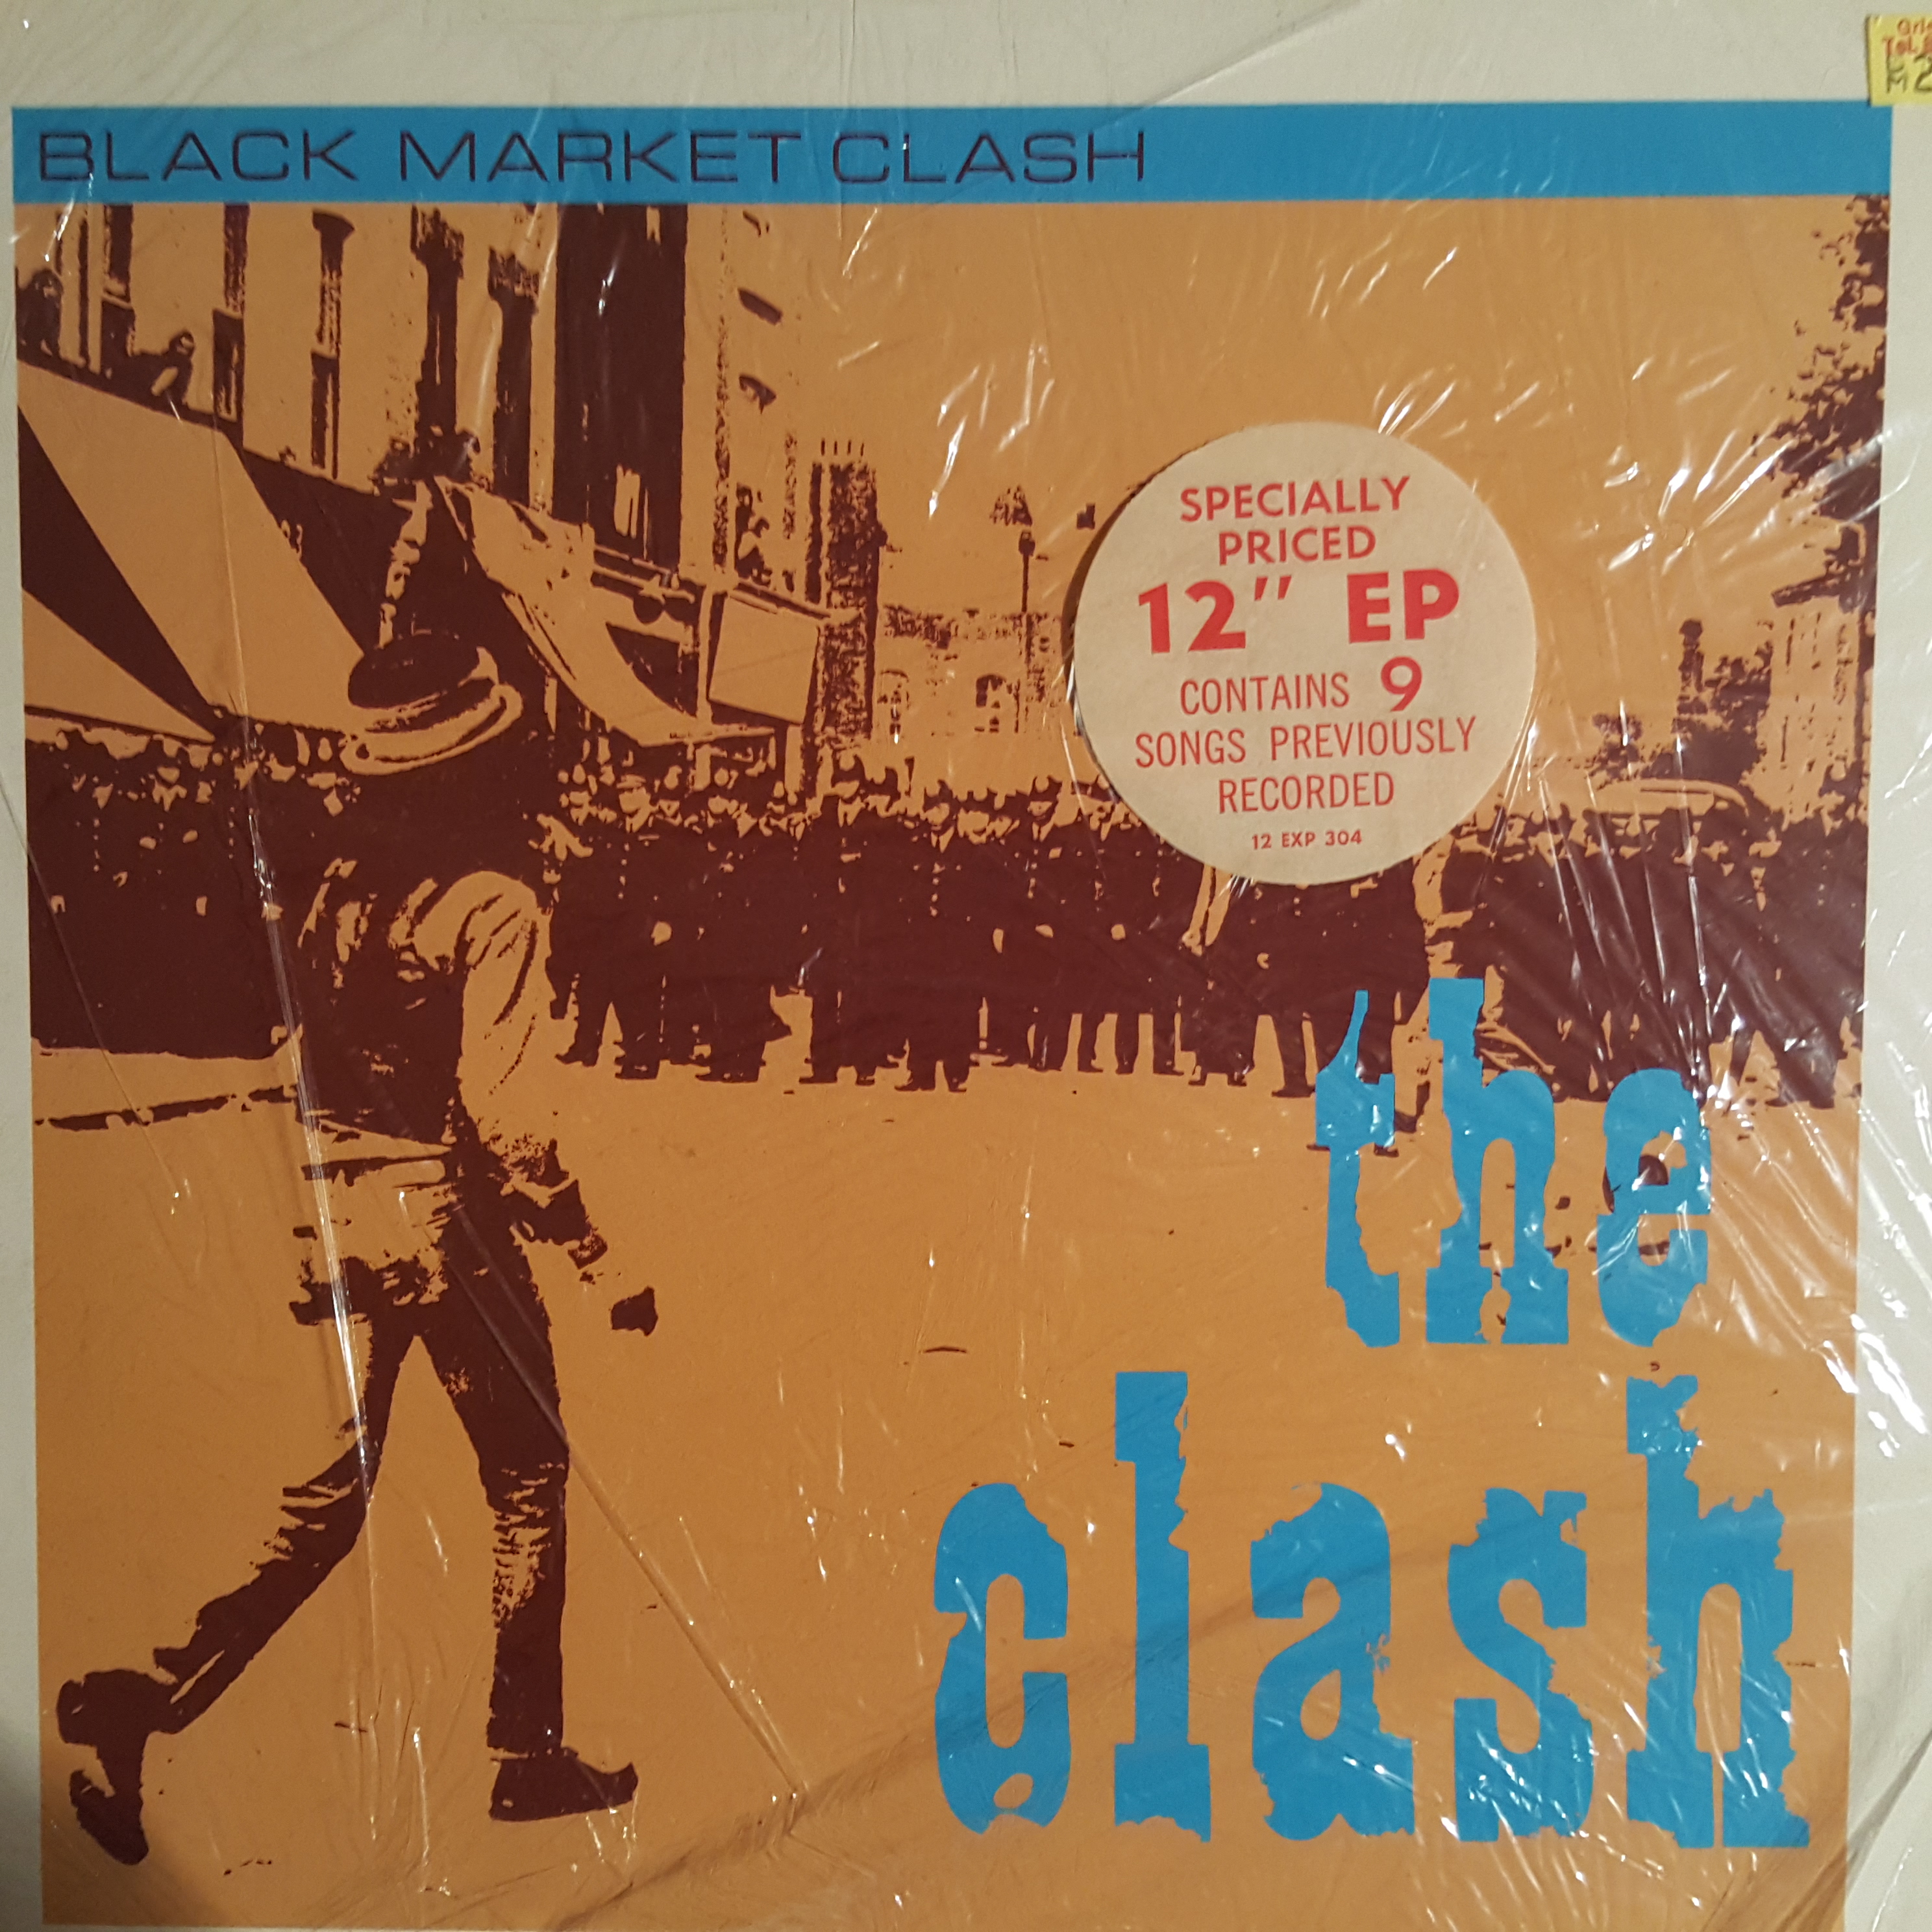 BLACK MARKET CLASH
SPECIALLY
PRICED
12" EP
CONTAINS 9
SONGS PREVIOUSLY
RECORDED
12 EXP 304
the
clash